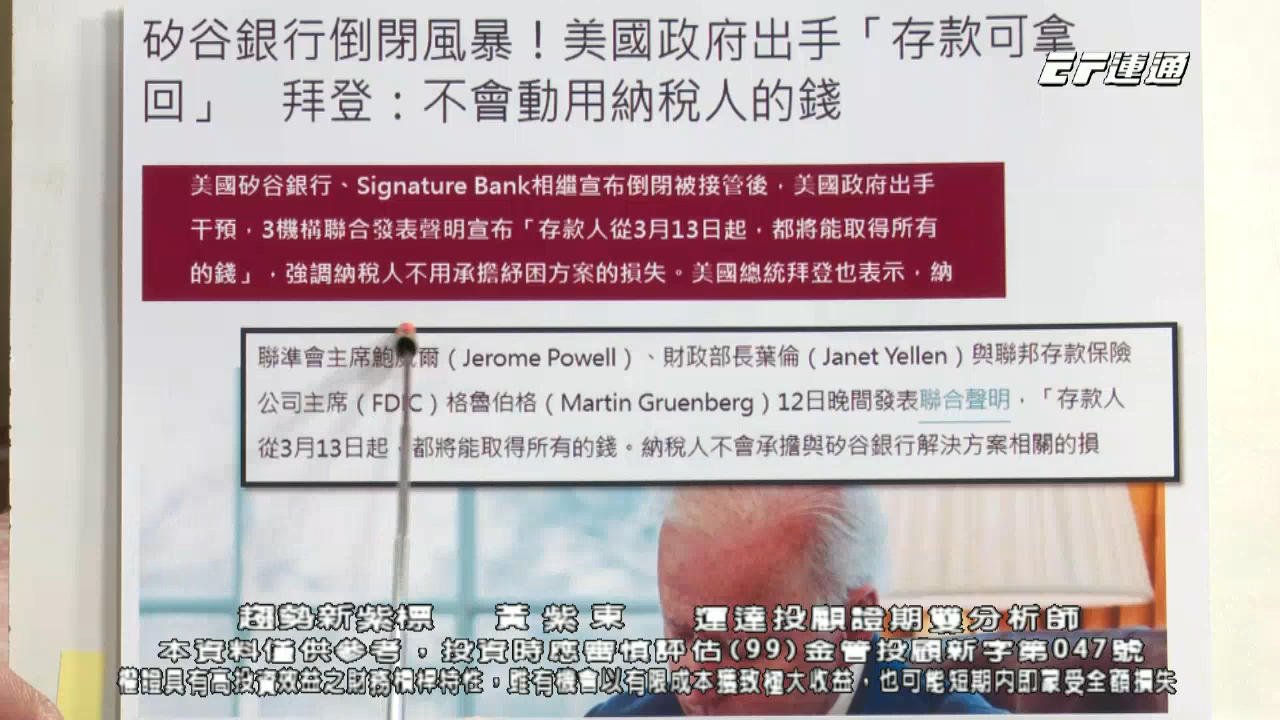 矽谷銀行倒閉風暴！美國政府出手「存款可拿
回」 拜登：不會動用納稅人的錢
EF運通
美國矽谷銀行、Signature Bank相繼宣布倒閉被接管後，美國政府出手
干預，3機構聯合發表聲明宣布「存款人從3月13日起，都將能取得所有
的錢」，強調納稅人不用承擔紓困方案的損失。美國總統拜登也表示，納
聯準會主席鮑威爾（Jerome Powell）、財政部長葉倫（Janet Yellen）與聯邦存款保險
公司主席（FDIC）格魯伯格（Martin Gruenberg）12日晚間發表聯合聲明，「存款人
從3月13日起，都將能取得所有的錢。納稅人不會承擔與矽谷銀行解決方案相關的損
趨勢新紫標 黃紫東 運達投顧證期雙分析師
本資料僅供參考，投資時應審慎評估(99)金管投顧新字第047號
權證具有高投資效益之財務槓桿特性，雖有機會以有限成本獲致極大收益，也可能短期內即蒙受全額損失